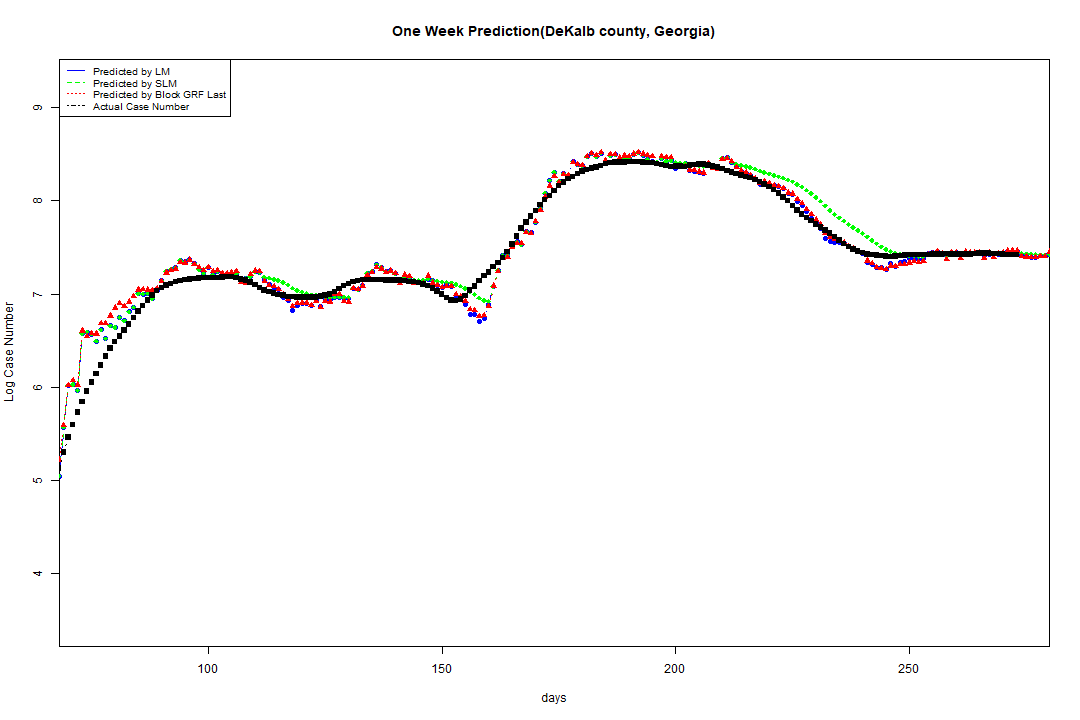 One Week Prediction(DeKalb county, Georgia)
Predicted by LM
Predicted by SLM
Predicted by Block GRF Last
Actual Case Number
9
8
7
6
5
4
Log Case Number
100 150 200 250
days